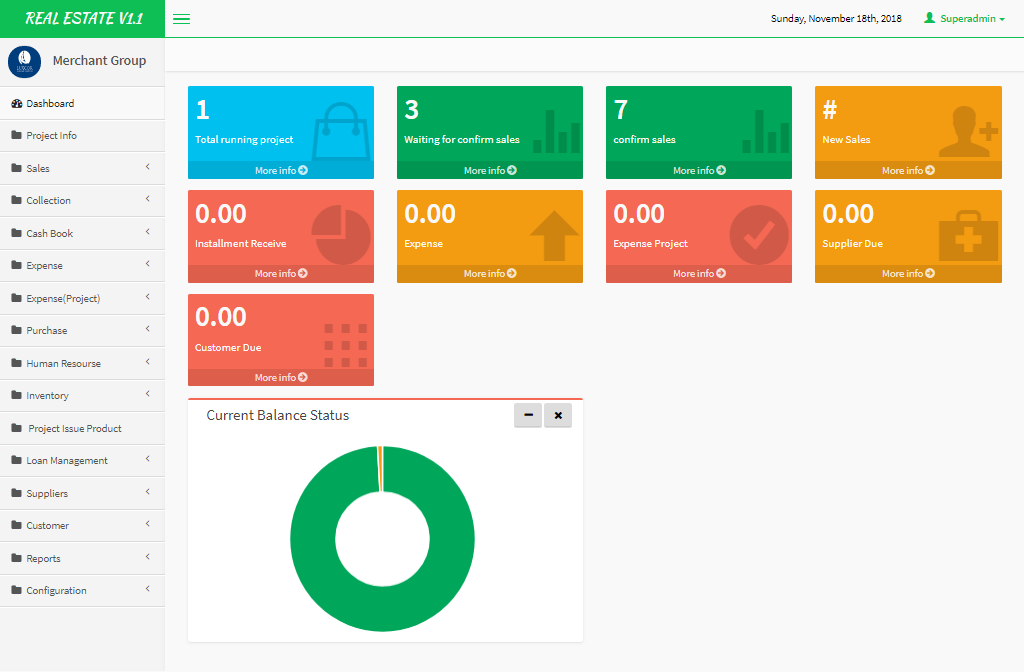 REAL ESTATE V1.1
Sunday, November 18th, 2018
Superadmin
Merchant Group
Dashboard
Project Info
Sales
Collection
Cash Book
Expense
Expense(Project)
Purchase
Human Resourse
Inventory
Project Issue Product
Loan Management
Suppliers
Customer
Reports
Configuration
1
Total running project
More info
3
Waiting for confirm sales
More info
7
confirm sales
More info
#
New Sales
More info
0.00
Installment Receive
More info
0.00
Expense
More info
0.00
Expense Project
More info
0.00
Supplier Due
More info
0.00
Customer Due
More info
Current Balance Status